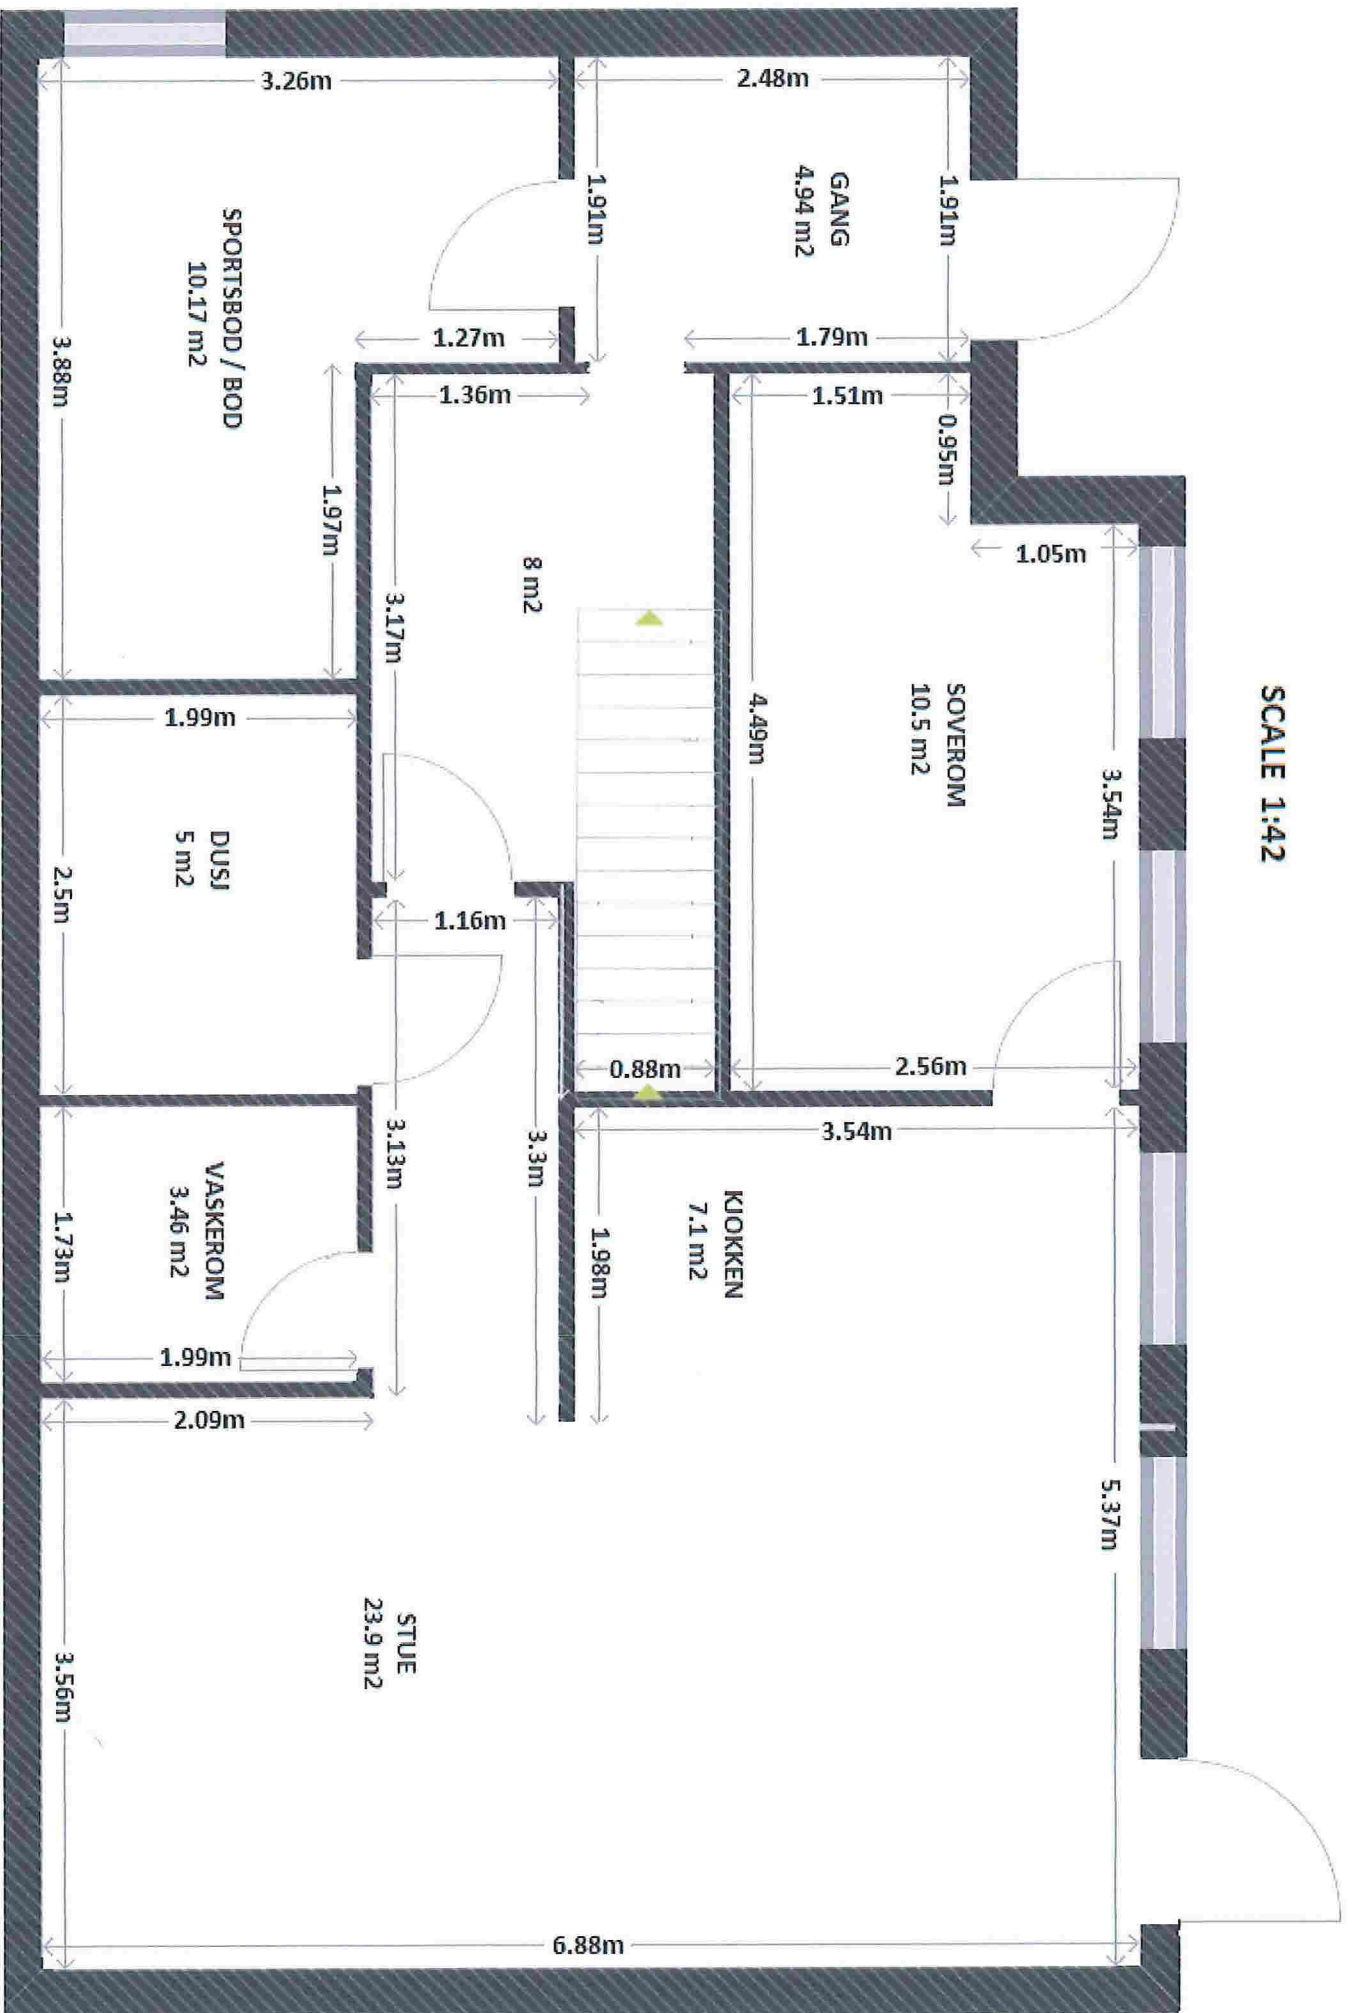 SCALE 1:42
3.26m
2.48m
GANG
4.94 m2
1.91m
1.91m
SPORTSBOD / BOD
10.17 m2
3.88m
1.27m
1.79m
1.36m
1.51m
0.95m
1.97m
1.05m
3.17m
8 m2
4.49m
SOVEROM
10.5 m2
3.54m
1.99m
DUSJ
5 m2
2.5m
1.16m
0.88m
2.56m
3.13m
3.3m
3.54m
1.98m
KJOKKEN
7.1 m2
VASKEROM
3.46 m2
1.73m
1.99m
2.09m
5.37m
STUE
23.9 m2
3.56m
6.88m